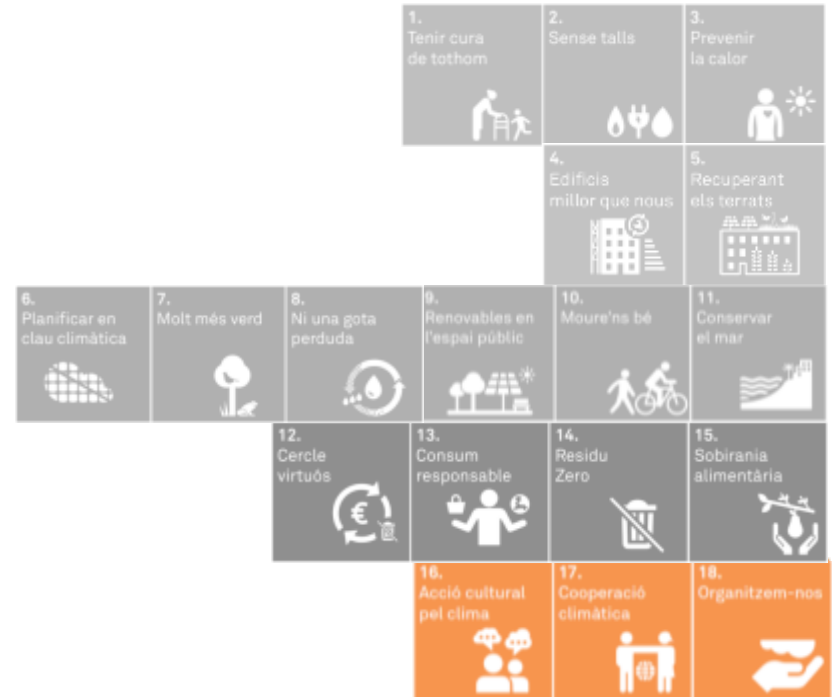 1.
Tenir cura
de tothom
2.
Sense talls
3.
Prevenir
la calor
4.
Edificis
millor que nous
5.
Recuperant
els terrats
6.
Planificar en
clau climàtica
7.
Molt més verd
8.
Ni una gota
perduda
9.
Renovables en
l'espai públic
10.
Moure'ns bé
11.
Conservar
el mar
12.
Cercle
virtuós
€
13.
Consum
responsable
14.
Residu
Zero
15.
Sobirania
alimentària
16.
Acció cultural
pel clima
17.
Cooperació
climàtica
18.
Organitzem-nos